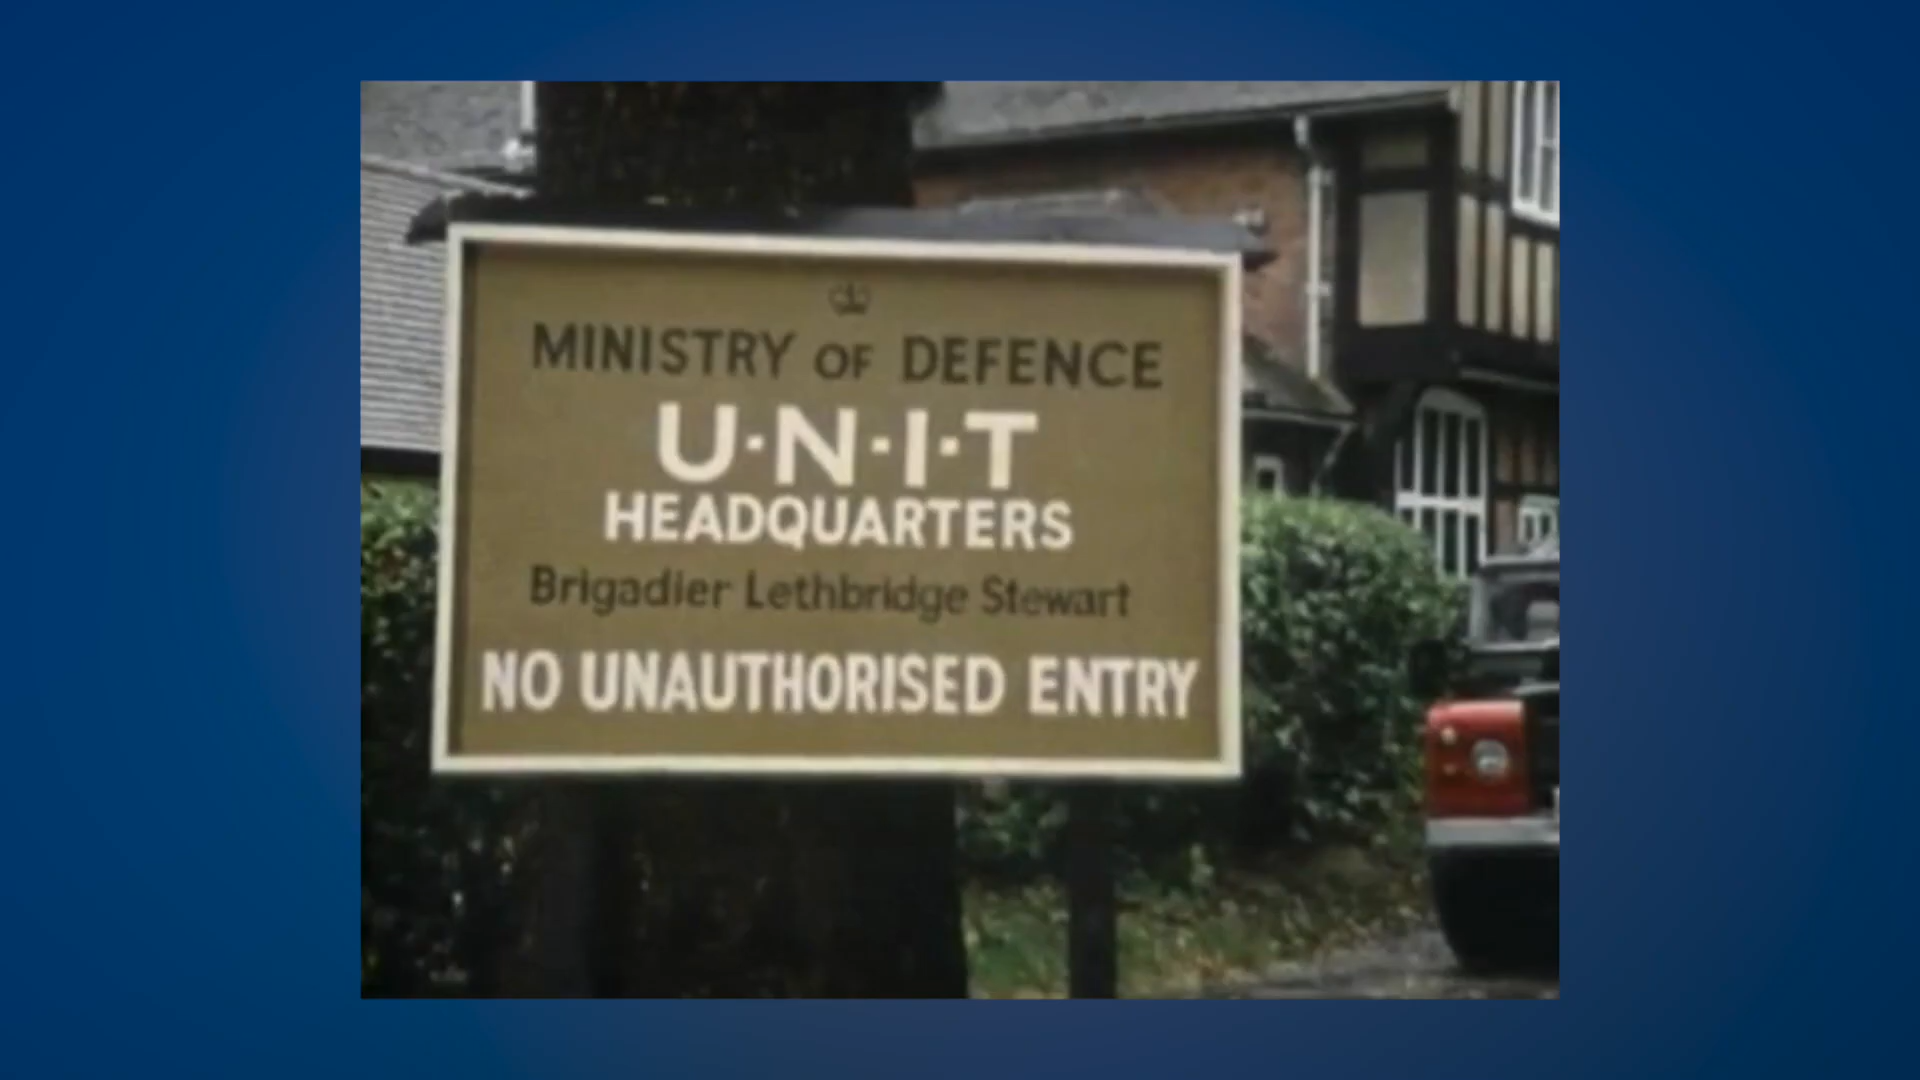 MINISTRY OF DEFENCE
U·N·I·T
HEADQUARTERS
Brigadier Lethbridge Stewart
NO UNAUTHORISED ENTRY